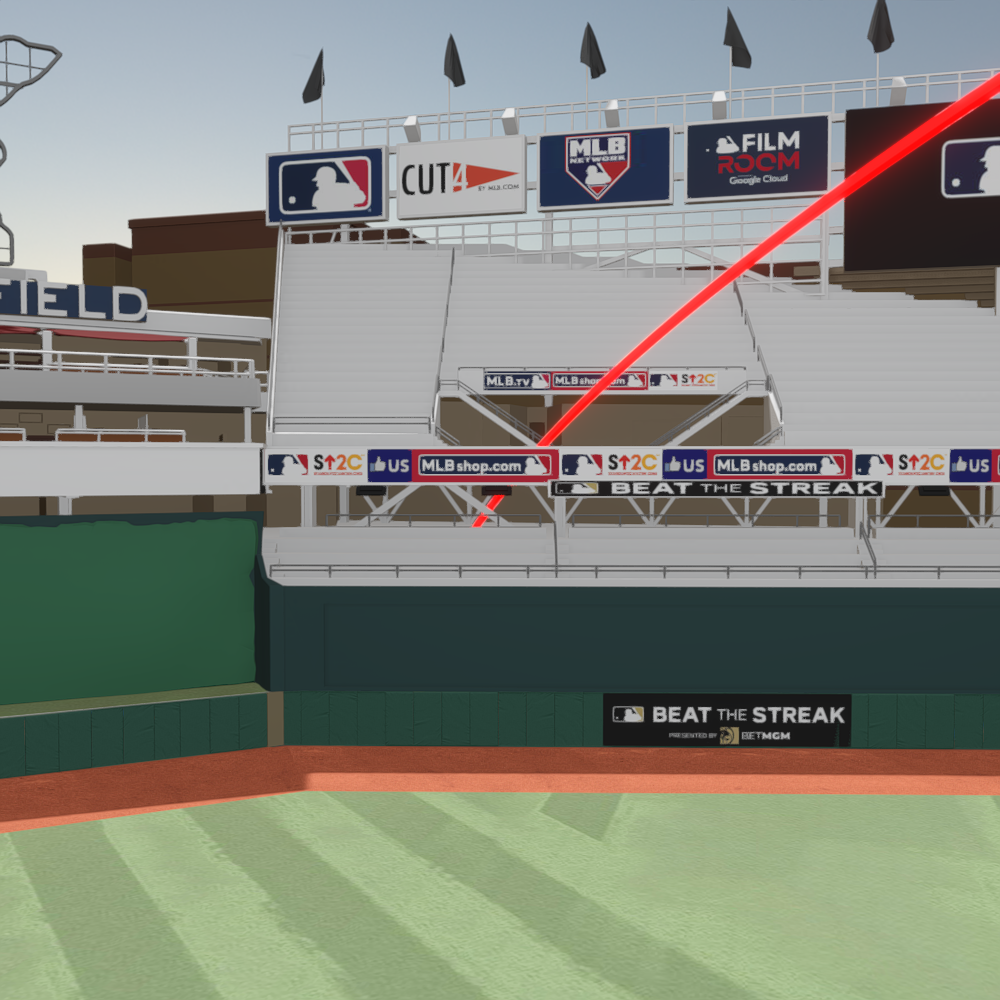 CUT4
BY MLB.COM
MLB
NETWORK
FILM
ROOM
Google Cloud
FIELD
MLB.TV
MLBshop.com
S↑2C
S↑2C
US
MLBshop.com
S↑2C
US
MLBshop.com
S↑2C
US
BEAT THE STREAK
BEAT THE STREAK
PRESENTED BY BETMGM